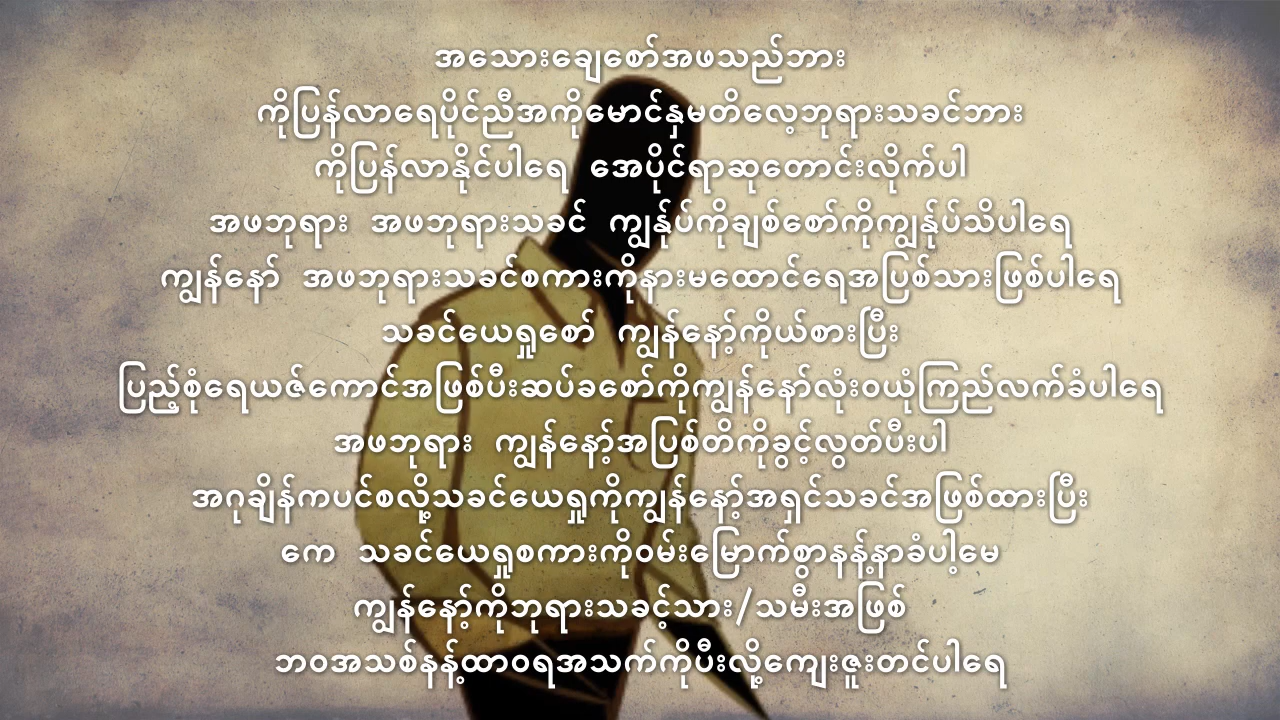 အသေားချေစော်အဖသည်ဘား
ကိုပြန်လာရေပိုင်ညီအကိုမောင်နှမတိလေ့ဘုရားသခင်ဘား
ကိုပြန်လာနိုင်ပါရေ အေပိုင်ရာဆုတောင်းလိုက်ပါ
အဖဘုရား အဖဘုရားသခင် ကျွန်ုပ်ကိုချစ်စော်ကိုကျွန်ုပ်သိပါရေ
ကျွန်နော် အဖဘုရားသခင်စကားကိုနားမထောင်ရေအပြစ်သားဖြစ်ပါရေ
သခင်ယေရှုစော် ကျွန်နော့်ကိုယ်စားပြီး
ပြည့်စုံရေယဇ်ကောင်အဖြစ်ပီးဆပ်ခစော်ကိုကျွန်နော်လုံးဝယုံကြည်လက်ခံပါရေ
အဖဘုရား ကျွန်နော့်အပြစ်တိကိုခွင့်လွတ်ပီးပါ
အဂုချိန်ကပင်စလို့သခင်ယေရှုကိုကျွန်နော့်အရှင်သခင်အဖြစ်ထားပြီး
ကေ သခင်ယေရှုစကားကိုဝမ်းမြောက်စွာနန့်နာခံပါ့မေ
ကျွန်နော့်ကိုဘုရားသခင့်သား/သမီးအဖြစ်
ဘဝအသစ်နန့်ထာဝရအသက်ကိုပီးလို့ကျေးဇူးတင်ပါရေ